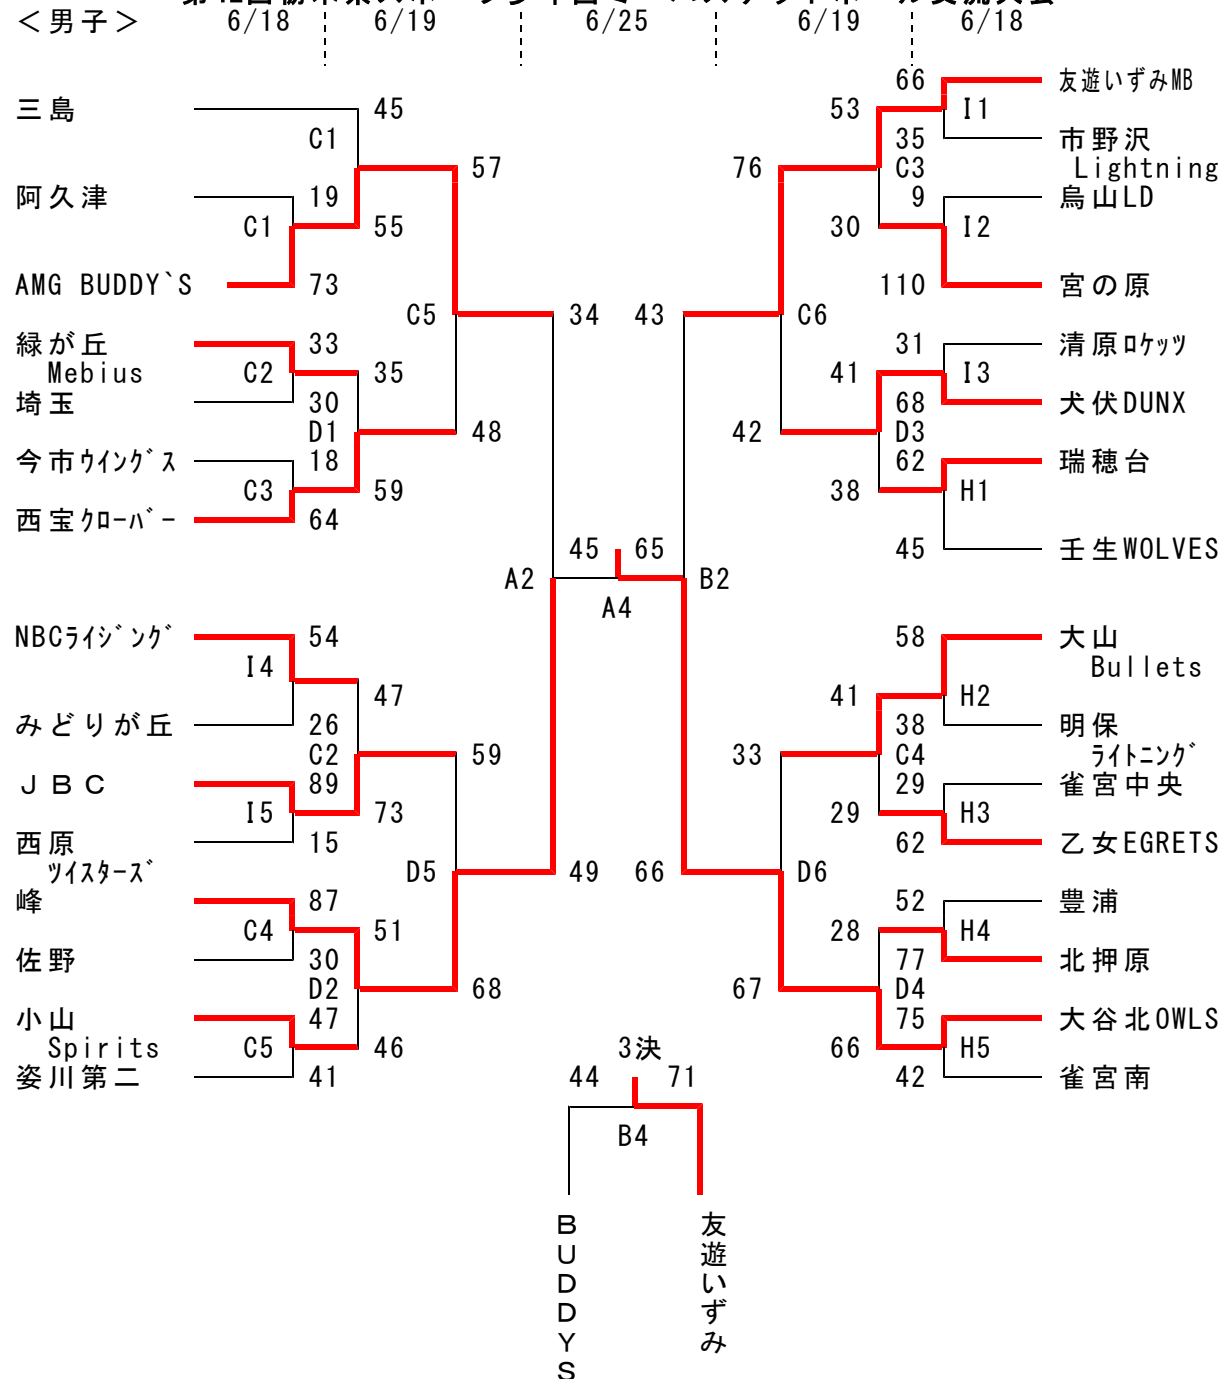 <男子>
6/18 6/19 6/25 6/19 6/18
三島 45
C1
阿久津 19
C1 55
AMG BUDDY`S 73
57
緑が丘 33
Mebius C2 35
埼玉 30
D1
今市ウイングス 18
C3 59
西宝クローバー 64
48
C5
34
NBCライジング 54
I4 47
みどりが丘 26
C2
JBC 89
I5 73
西原 15
ツイスターズ
59
峰 87
C4 51
佐野 30
D2
小山 47
Spirits C5 46
姿川第二 41
68
D5
49
A2
45 65
A4
B2
43
C6
76
66 友遊いずみMB
53 I1
35 市野沢
C3 Lightning
9 烏山LD
30 I2
110 宮の原
42
31 清原ロケッツ
41 I3
68 犬伏DUNX
D3
62 瑞穂台
38 H1
45 壬生WOLVES
66
D6
33
58 大山
Bullets
41 H2
38 明保
C4 ライトニング
29 雀宮中央
29 H3
62 乙女EGRETS
67
52 豊浦
28 H4
77 北押原
D4
75 大谷北OWLS
66 H5
42 雀宮南
3決
44 71
B4
BUDDYS
友遊いずみ